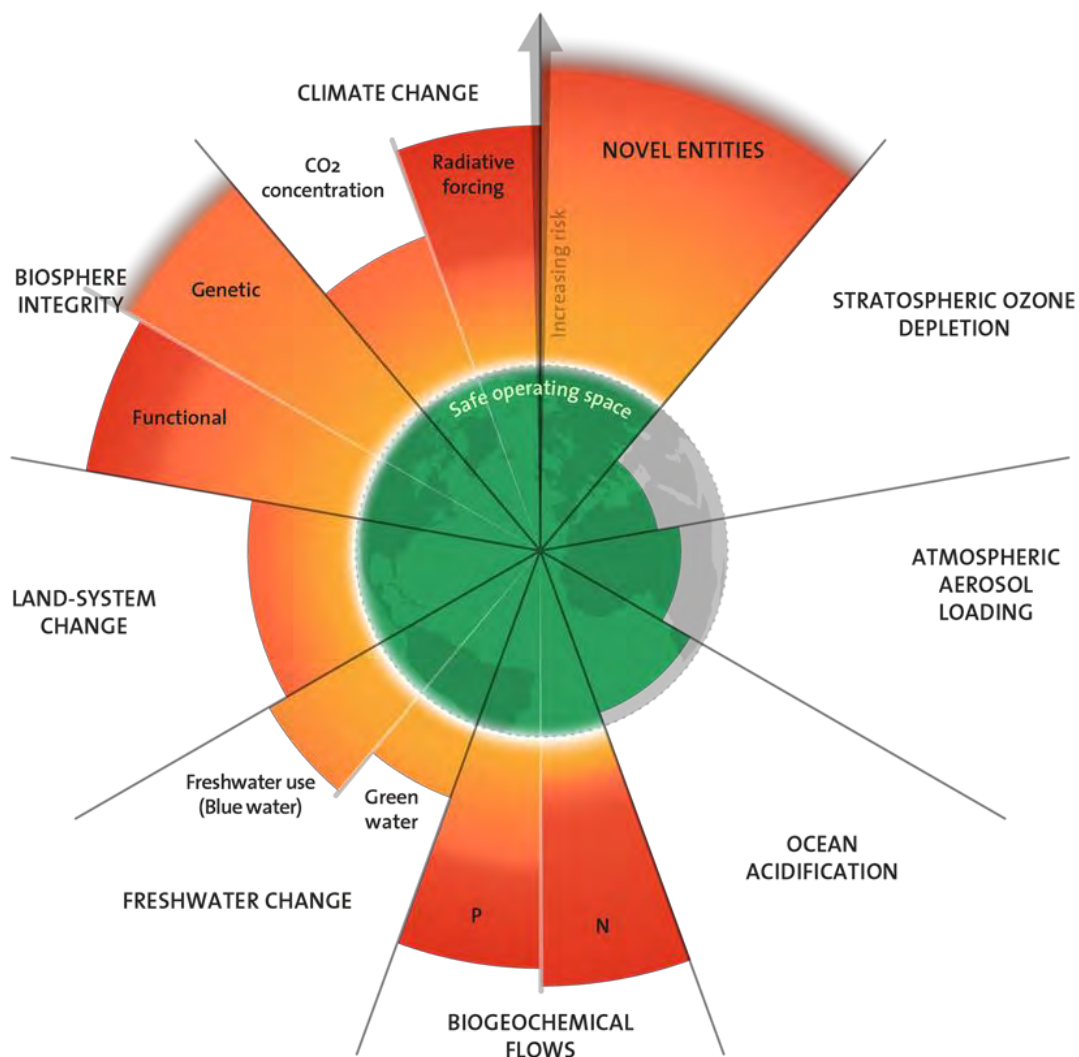 CLIMATE CHANGE
CO2
concentration
Radiative
forcing
NOVEL ENTITIES
Increasing risk
BIOSPHERE
INTEGRITY
Genetic
Functional
STRATOSPHERIC OZONE
DEPLETION
Safe operating space
ATMOSPHERIC
AEROSOL
LOADING
LAND-SYSTEM
CHANGE
Freshwater use
(Blue water)
Green
water
FRESHWATER CHANGE
P
N
OCEAN
ACIDIFICATION
BIOGEOCHEMICAL
FLOWS